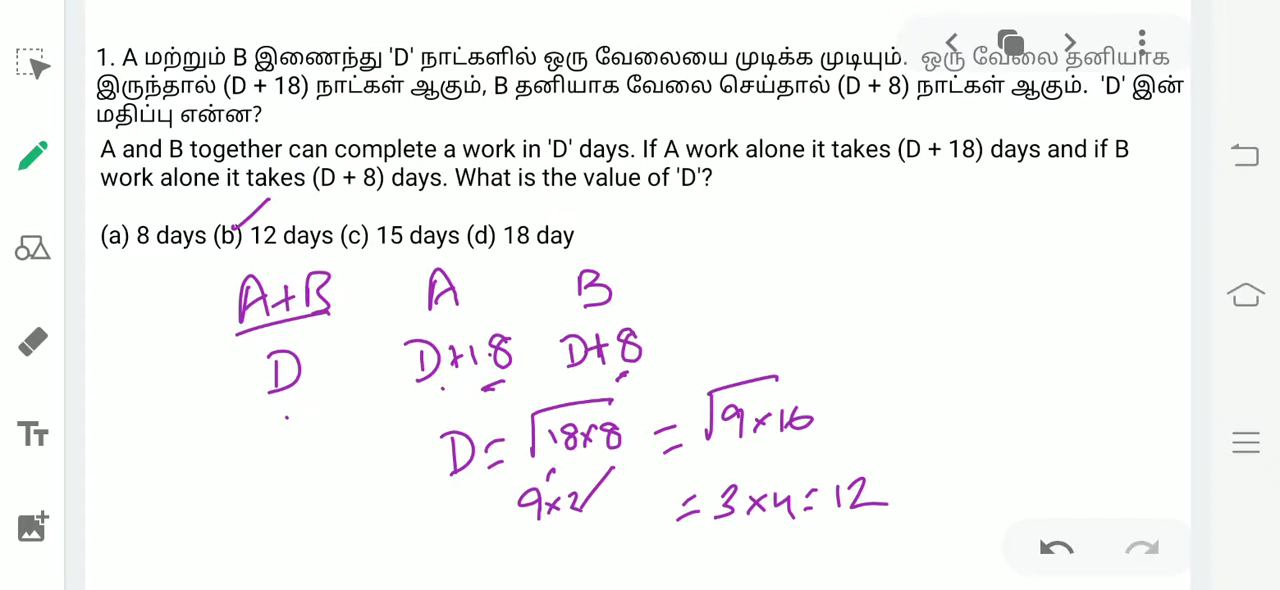 1. A மற்றும் B இணைந்து 'D' நாட்களில் ஒரு வேலையை முடிக்க முடியும். ஒரு வேலை தனியாக
இருந்தால் (D + 18) நாட்கள் ஆகும், B தனியாக வேலை செய்தால் (D + 8) நாட்கள் ஆகும். 'D' இன்
மதிப்பு என்ன?
A and B together can complete a work in 'D' days. If A work alone it takes (D + 18) days and if B
work alone it takes (D + 8) days. What is the value of 'D'?
(a) 8 days (b) 12 days (c) 15 days (d) 18 day
A+B A B
D D+18 D+8
D = √18×8 = √9×16
9×2 = 3×4 = 12
TT